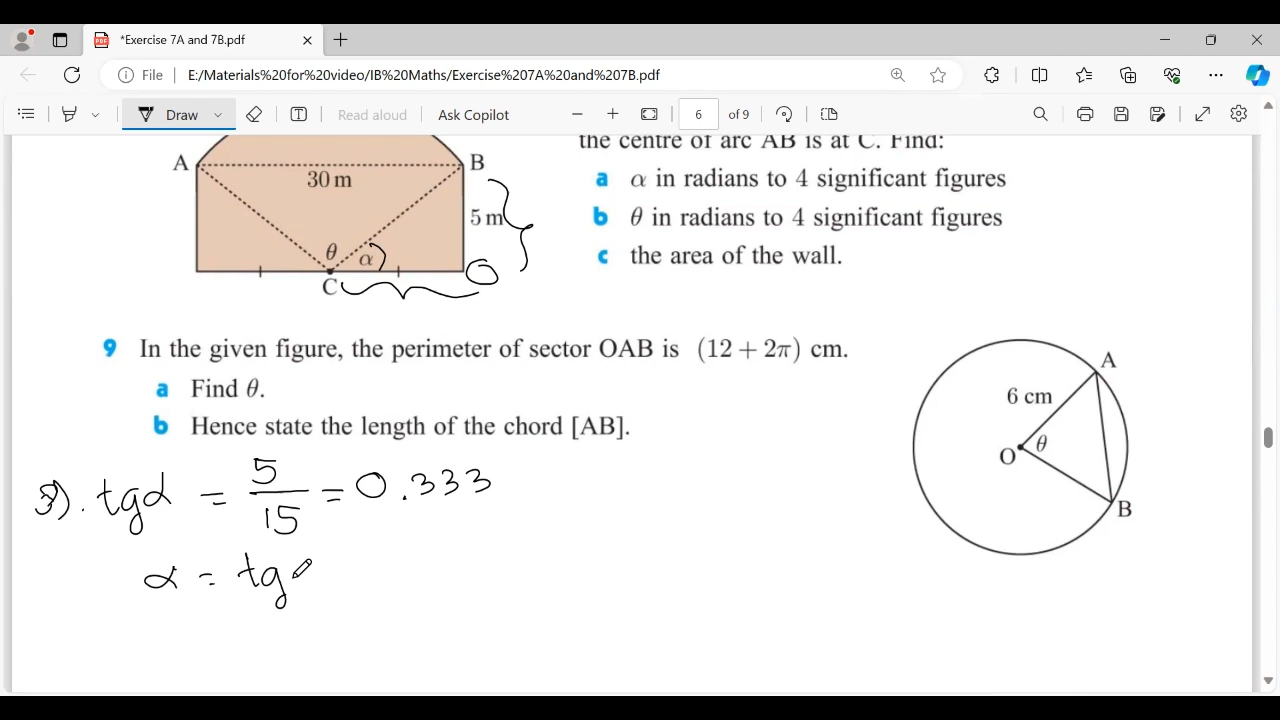 *Exercise 7A and 7B.pdf
File E:/Materials%20for%20video/IB%20Maths/Exercise%207A%20and%207B.pdf
Draw Read aloud Ask Copilot 6 of 9
the centre of arc AB is at C. Find:
A B
30 m
a α in radians to 4 significant figures
5 m
b θ in radians to 4 significant figures
θ α
c the area of the wall.
C
9 In the given figure, the perimeter of sector OAB is (12 + 2π) cm.
a Find θ.
b Hence state the length of the chord [AB].
A
6 cm
O θ
B
tgα = 5/15 = 0.333
α = tg